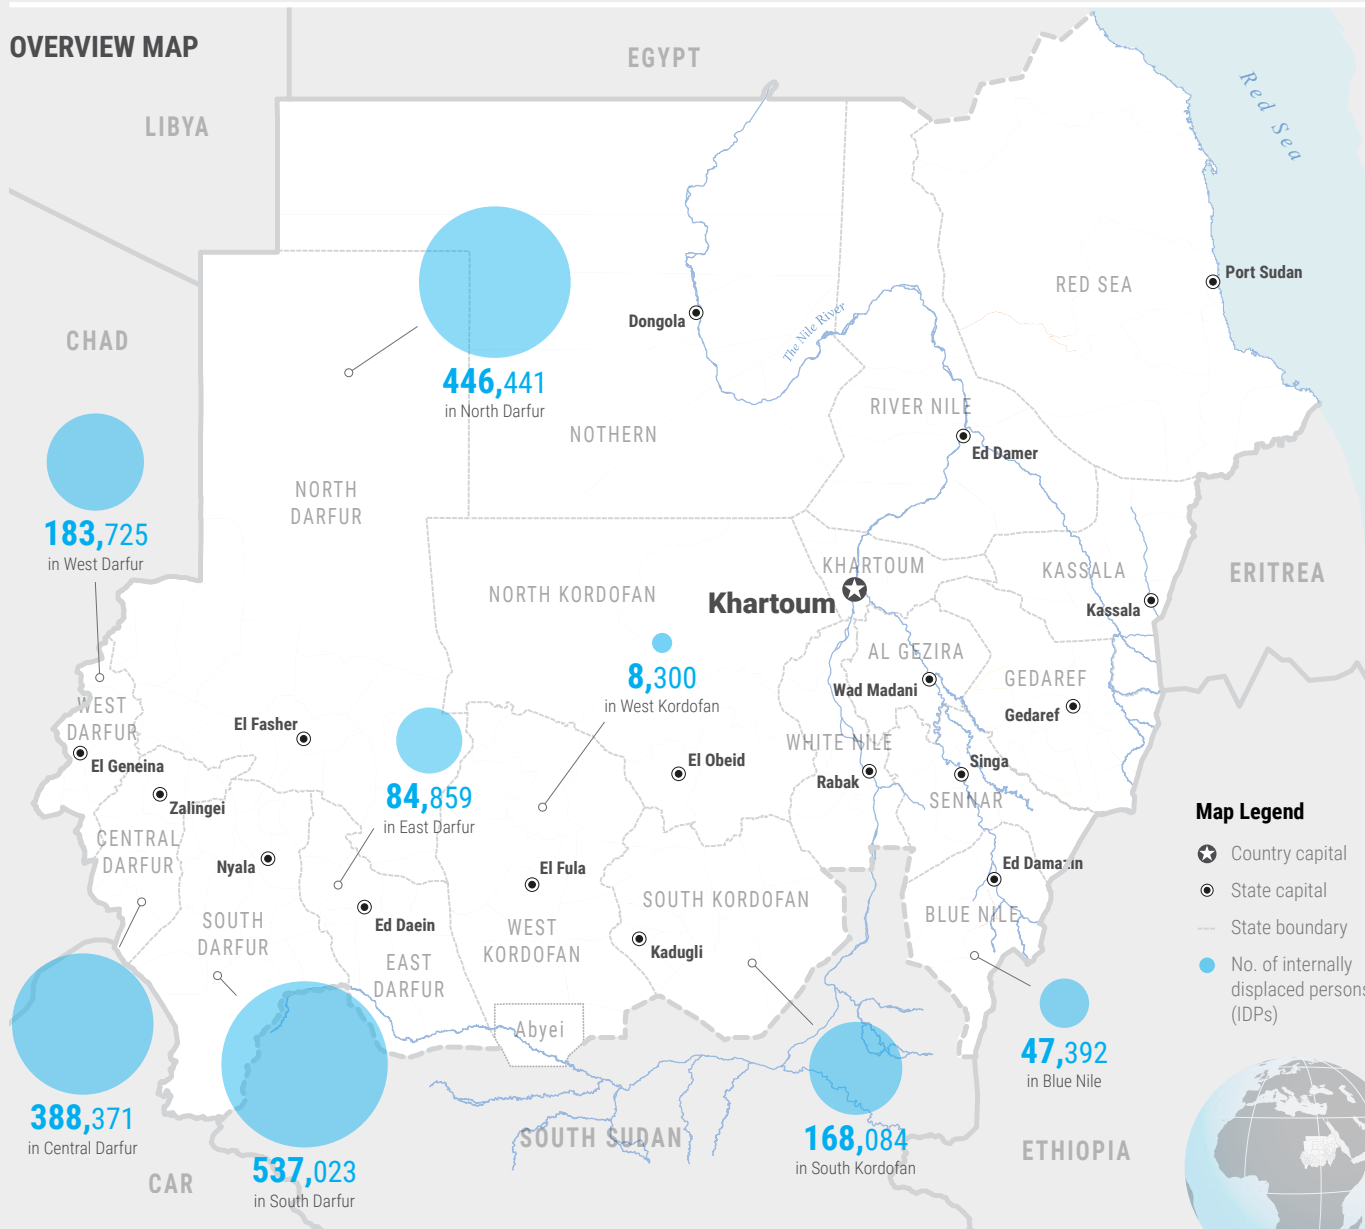 OVERVIEW MAP
EGYPT
LIBYA
Red Sea
RED SEA
Port Sudan
Dongola
The Nile River
CHAD
446,441
in North Darfur
RIVER NILE
NOTHERN
Ed Damer
NORTH
DARFUR
183,725
in West Darfur
KHARTOUM
KASSALA
ERITREA
NORTH KORDOFAN
Khartoum
Kassala
AL GEZIRA
8,300
in West Kordofan
GEDAREF
Wad Madani
Gedaref
WEST
DARFUR
El Fasher
WHITE NILE
El Geneina
El Obeid
Singa
Rabak
84,859
in East Darfur
SENNAR
Zalingei
Map Legend
Country capital
State capital
State boundary
No. of internally
displaced persons
(IDPs)
CENTRAL
DARFUR
Nyala
El Fula
Ed Damazin
SOUTH KORDOFAN
BLUE NILE
SOUTH
DARFUR
Ed Daein
WEST
KORDOFAN
Kadugli
EAST
DARFUR
Abyei
47,392
in Blue Nile
388,371
in Central Darfur
SOUTH SUDAN
168,084
in South Kordofan
ETHIOPIA
CAR
537,023
in South Darfur